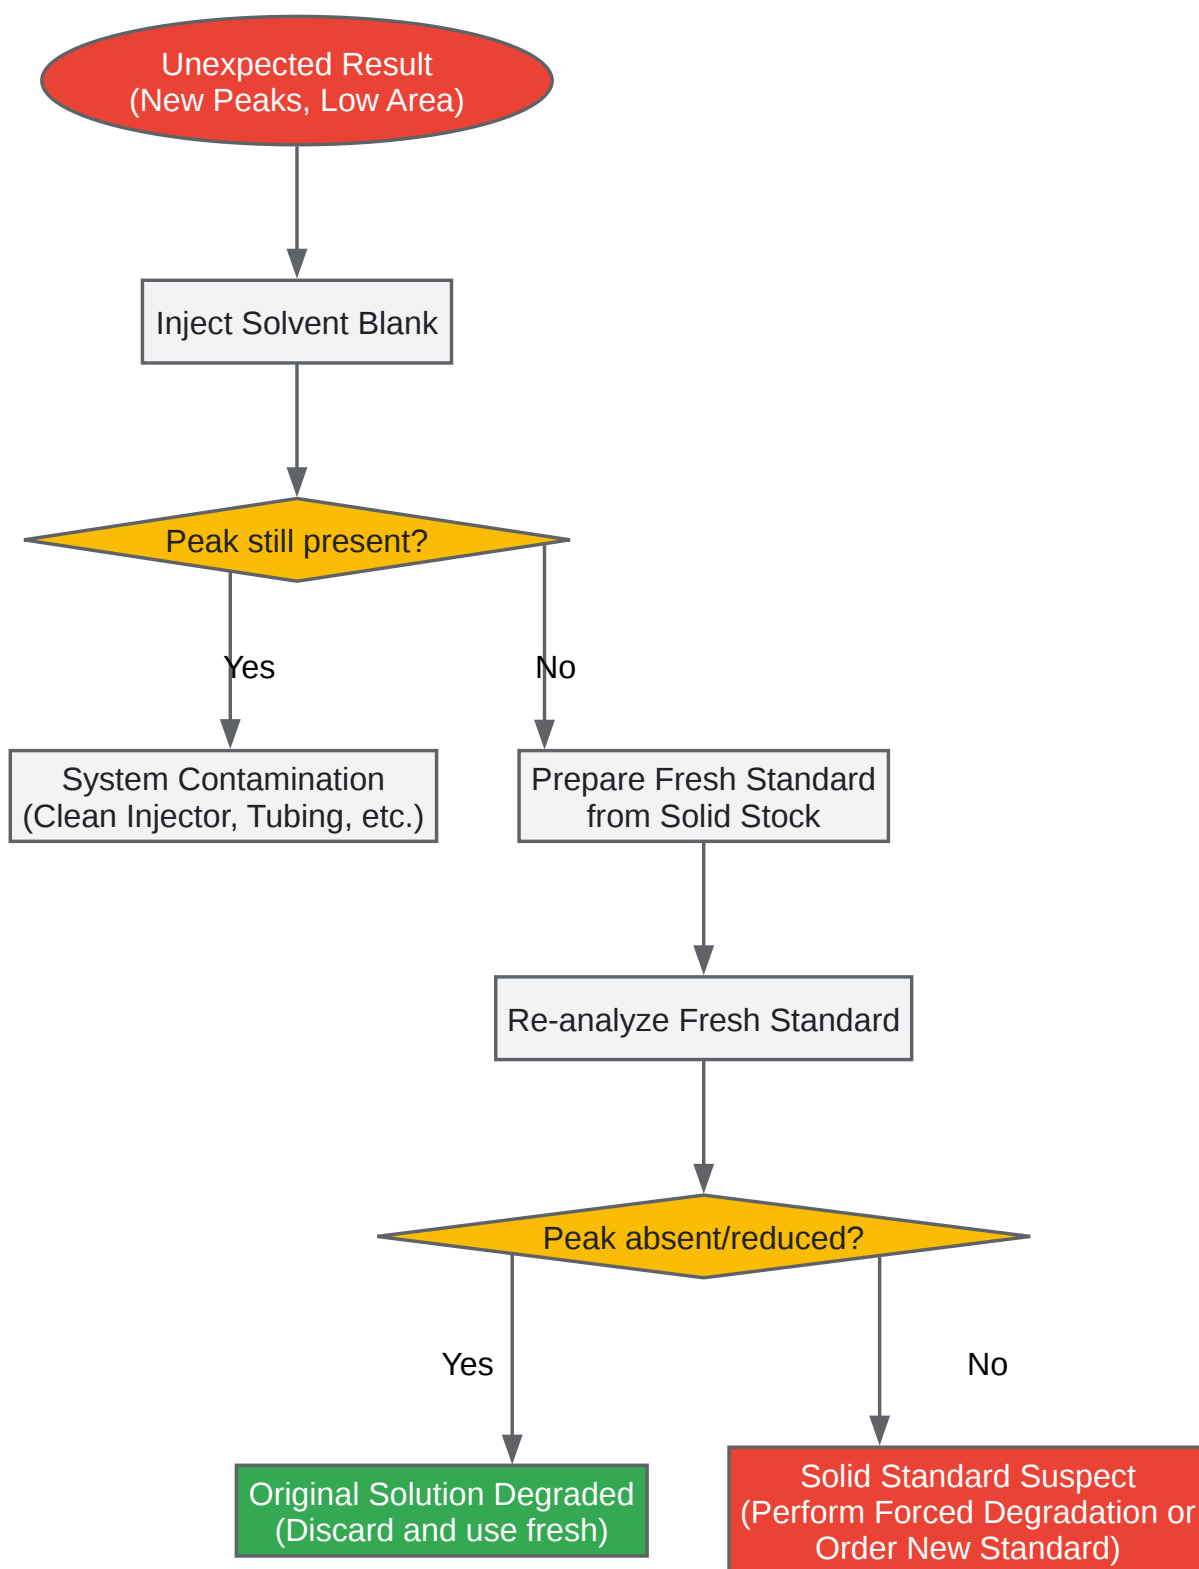 Unexpected Result
(New Peaks, Low Area)
Inject Solvent Blank
Peak still present?
Yes
No
System Contamination
(Clean Injector, Tubing, etc.)
Prepare Fresh Standard
from Solid Stock
Re-analyze Fresh Standard
Peak absent/reduced?
Yes
No
Original Solution Degraded
(Discard and use fresh)
Solid Standard Suspect
(Perform Forced Degradation or
Order New Standard)